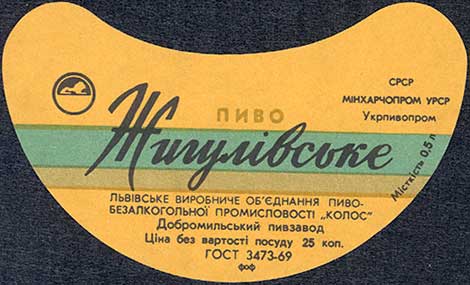 ПИВО
Жигулівське
СРСР
МІНХАРЧОПРОМ УРСР
Укрпивопром
Місткість 0,5 л
ЛЬВІВСЬКЕ ВИРОБНИЧЕ ОБ'ЄДНАННЯ ПИВО-
БЕЗАЛКОГОЛЬНОЇ ПРОМИСЛОВОСТІ „КОЛОС"
Добромильський пивзавод
Ціна без вартості посуду 25 коп.
ГОСТ 3473-69
фоф